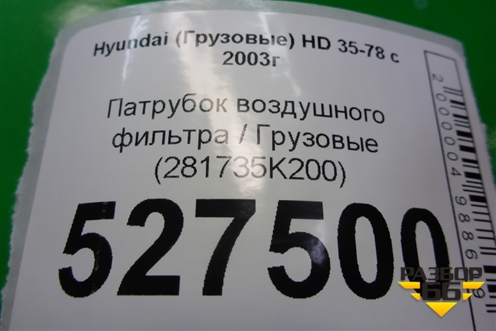 Hyundai (Грузовые) HD 35-78 с
2003г
Патрубок воздушного
фильтра / Грузовые
(281735K200)
527500
РАЗБОР
66